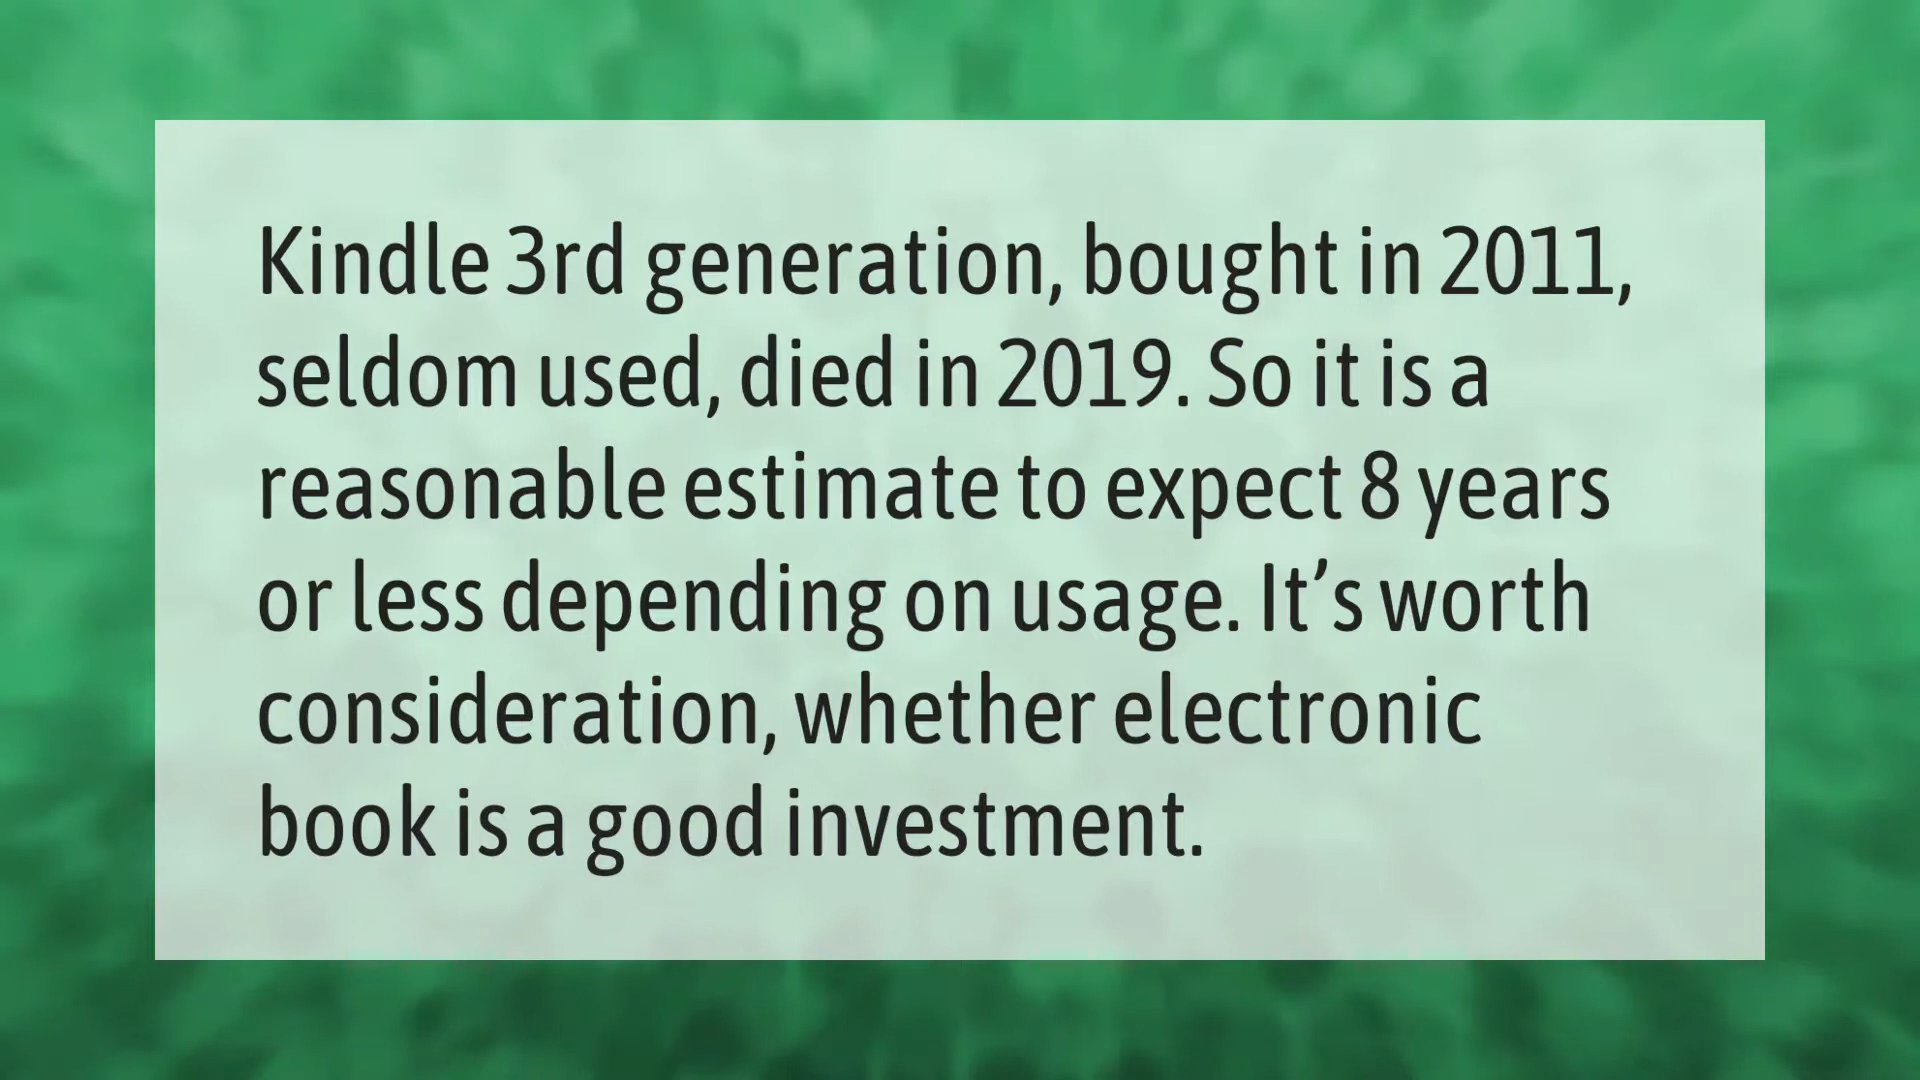 Kindle 3rd generation, bought in 2011,
seldom used, died in 2019. So it is a
reasonable estimate to expect 8 years
or less depending on usage. It’s worth
consideration, whether electronic
book is a good investment.